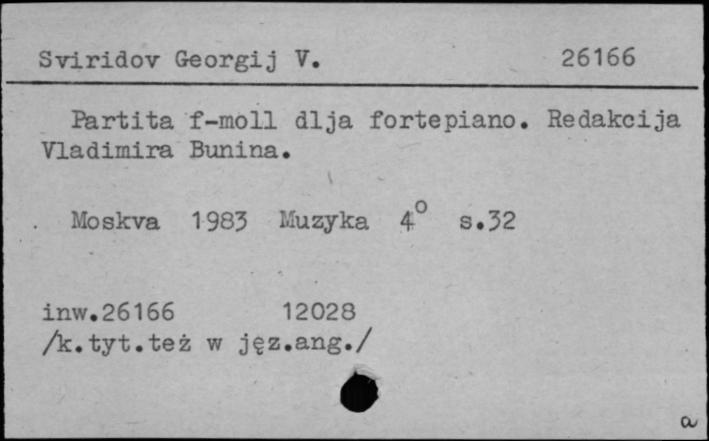 Sviridov Georgij V. 26166
Partita f-moll dlja fortepiano. Redakcija
Vladimira Bunina.
Moskva 1983 Muzyka 4° s.32
inw.26166 12028
/k.tyt.też w jęz.ang./
a